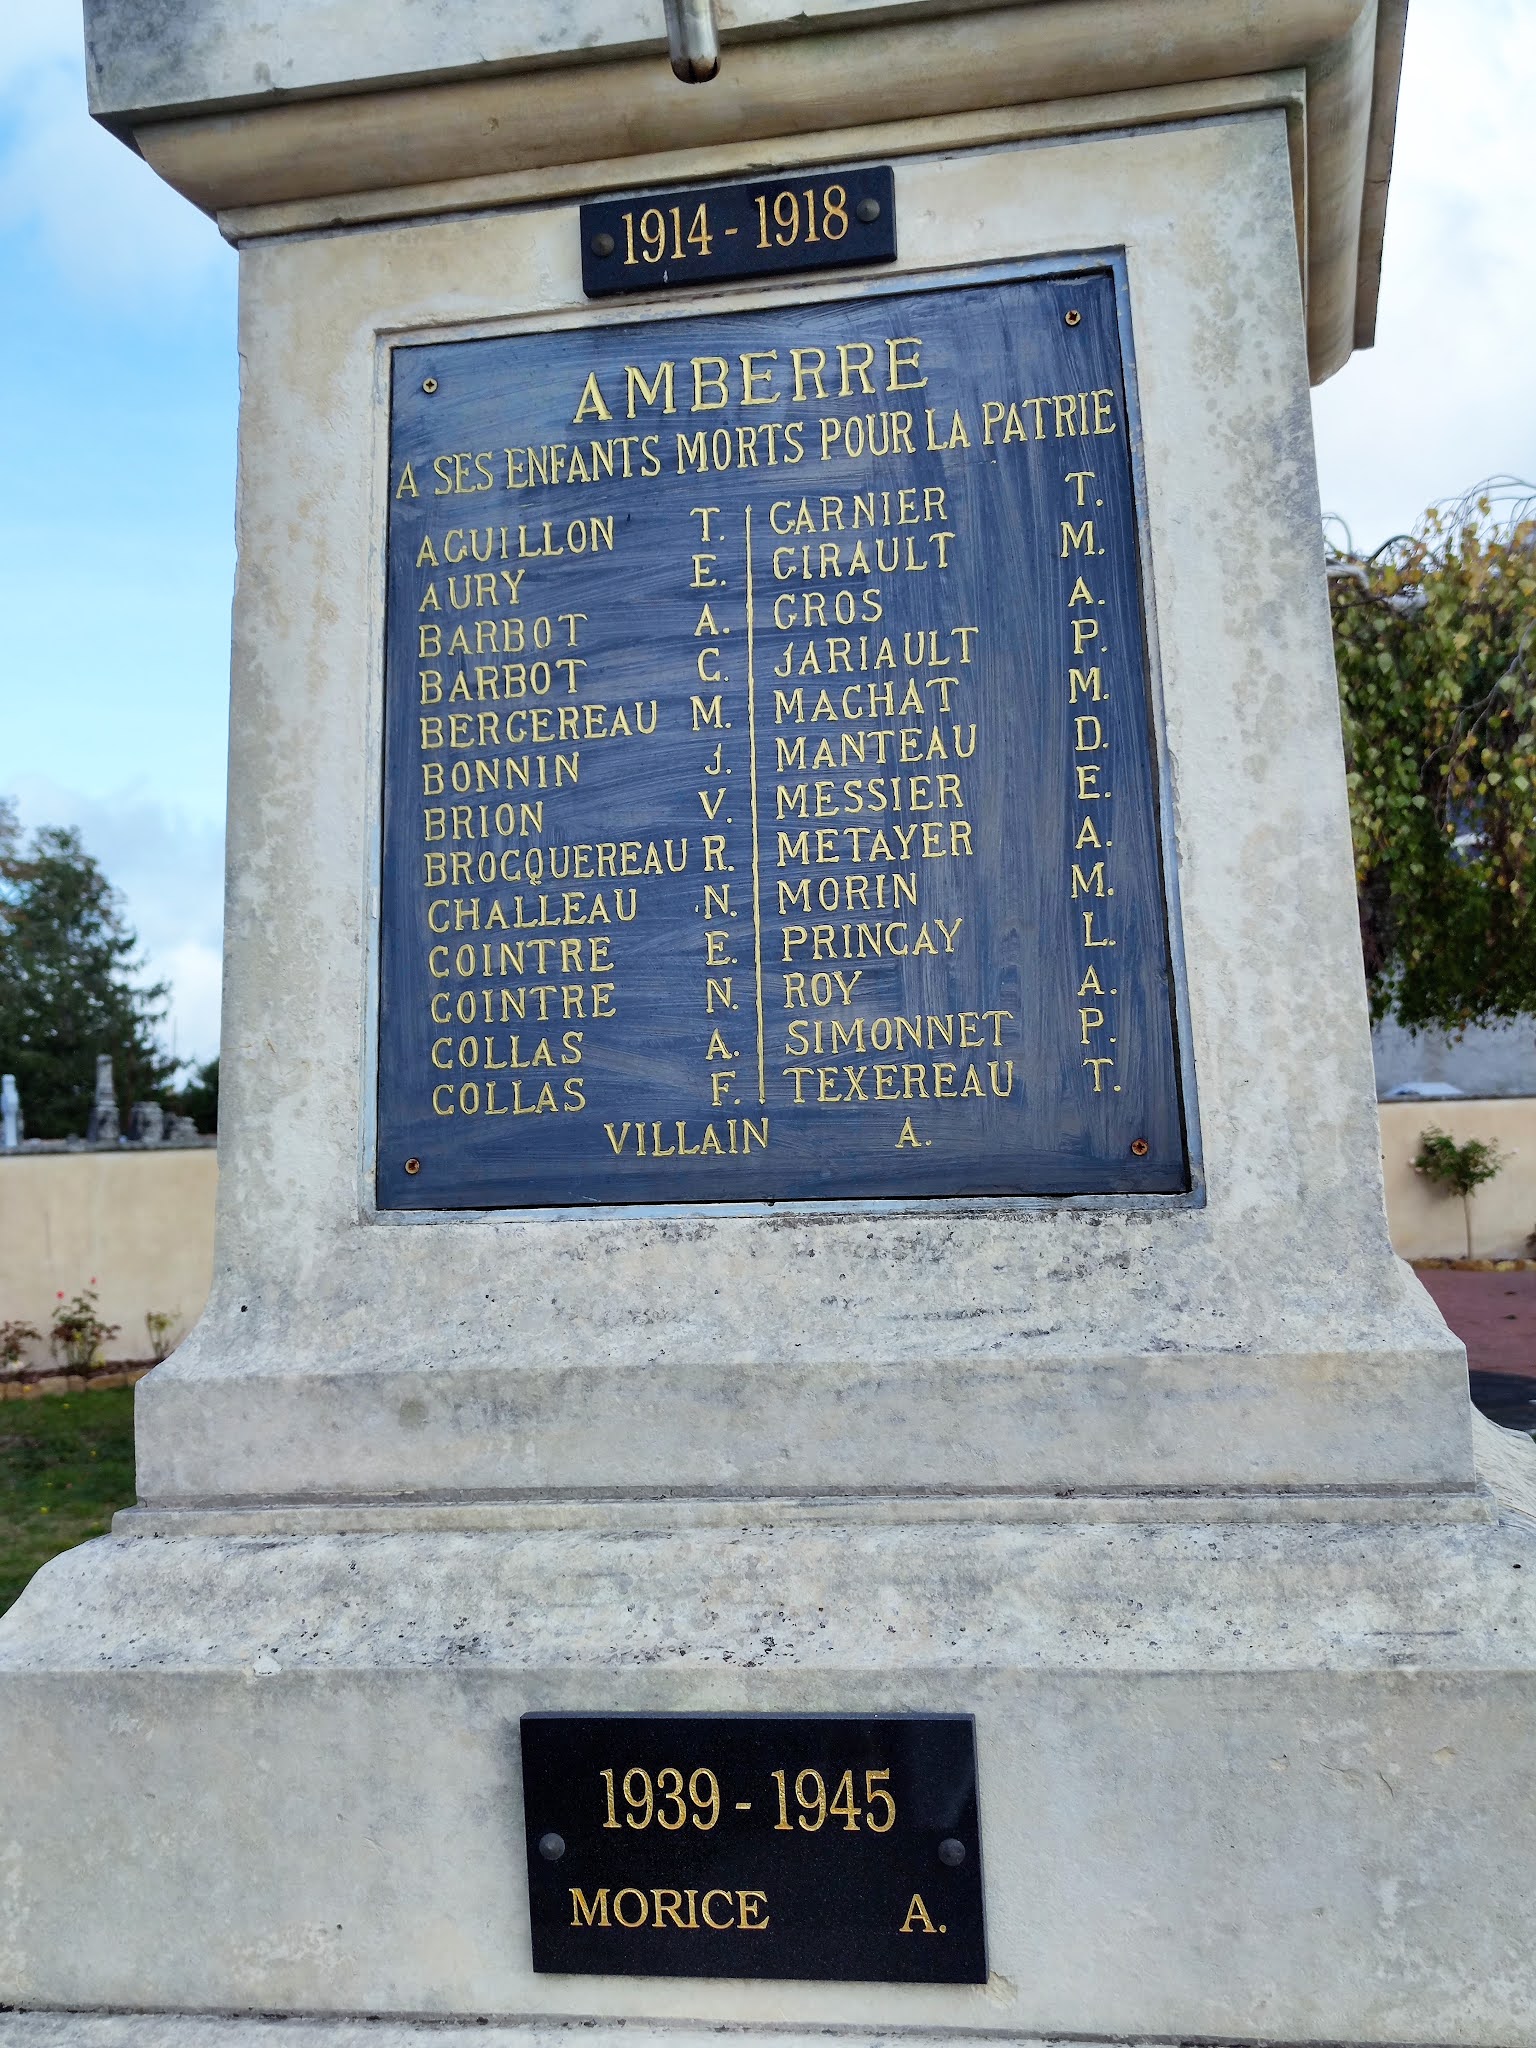 1914 - 1918
AMBERRE
A SES ENFANTS MORTS POUR LA PATRIE
AGUILLON T.
AURY E.
BARBOT A.
BARBOT C.
BERGEREAU M.
BONNIN J.
BRION V.
BROCQUEREAU R.
CHALLEAU N.
COINTRE E.
COINTRE N.
COLLAS A.
COLLAS F.
GARNIER T.
GIRAULT M.
GROS A.
JARIAULT P.
MACHAT M.
MANTEAU D.
MESSIER E.
METAYER A.
MORIN M.
PRINCAY L.
ROY A.
SIMONNET P.
TEXEREAU T.
VILLAIN A.
1939 - 1945
MORICE A.